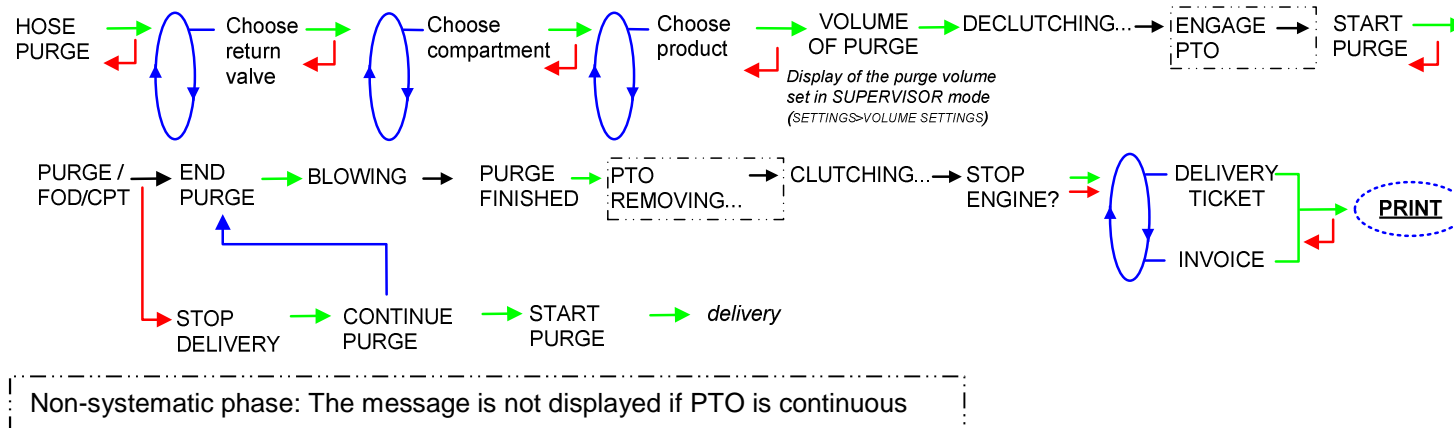 HOSE
PURGE
Choose
return
valve
Choose
compartment
Choose
product
VOLUME
OF PURGE
Display of the purge volume
set in SUPERVISOR mode
(SETTINGS>VOLUME SETTINGS)
DECLUTCHING...
ENGAGE
PTO
START
PURGE
PURGE /
FOD/CPT
END
PURGE
BLOWING
PURGE
FINISHED
PTO
REMOVING...
CLUTCHING...
STOP
ENGINE?
DELIVERY
TICKET
INVOICE
PRINT
STOP
DELIVERY
CONTINUE
PURGE
START
PURGE
delivery
Non-systematic phase: The message is not displayed if PTO is continuous